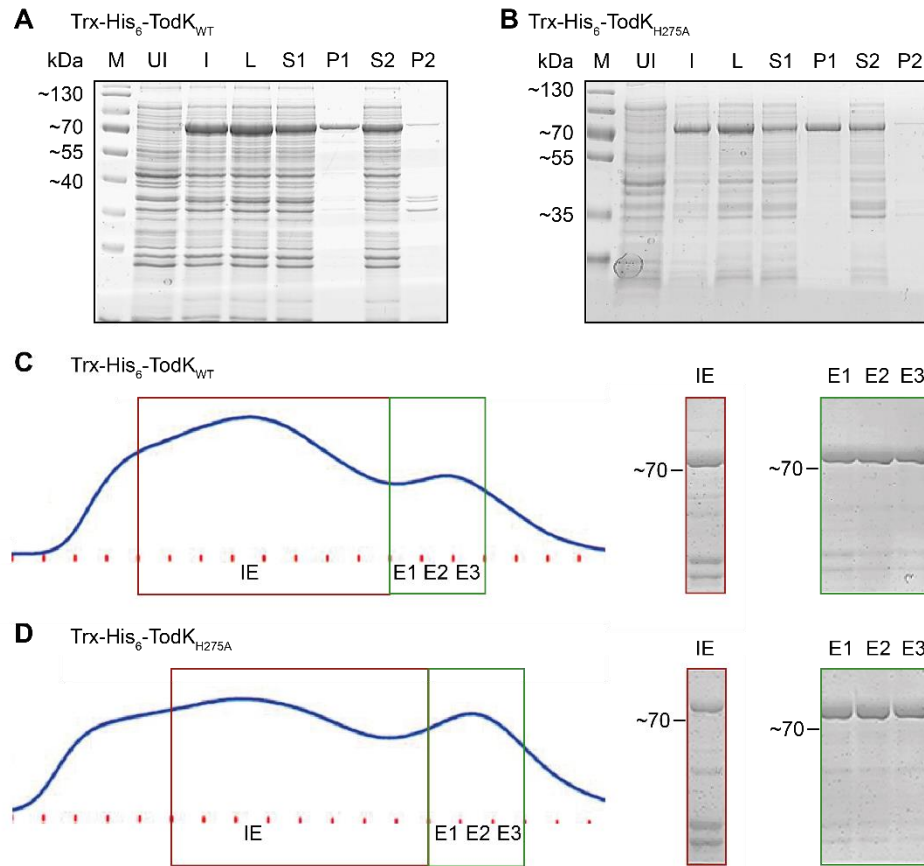 A Trx-His6-TodKWT
kDa M UI I L S1 P1 S2 P2
~130
~70
~55
~40
B Trx-His6-TodKH275A
kDa M UI I L S1 P1 S2 P2
~130
~70
~55
~35
C Trx-His6-TodKWT
IE E1 E2 E3
IE
~70
E1 E2 E3
~70
D Trx-His6-TodKH275A
IE E1 E2 E3
IE
~70
E1 E2 E3
~70